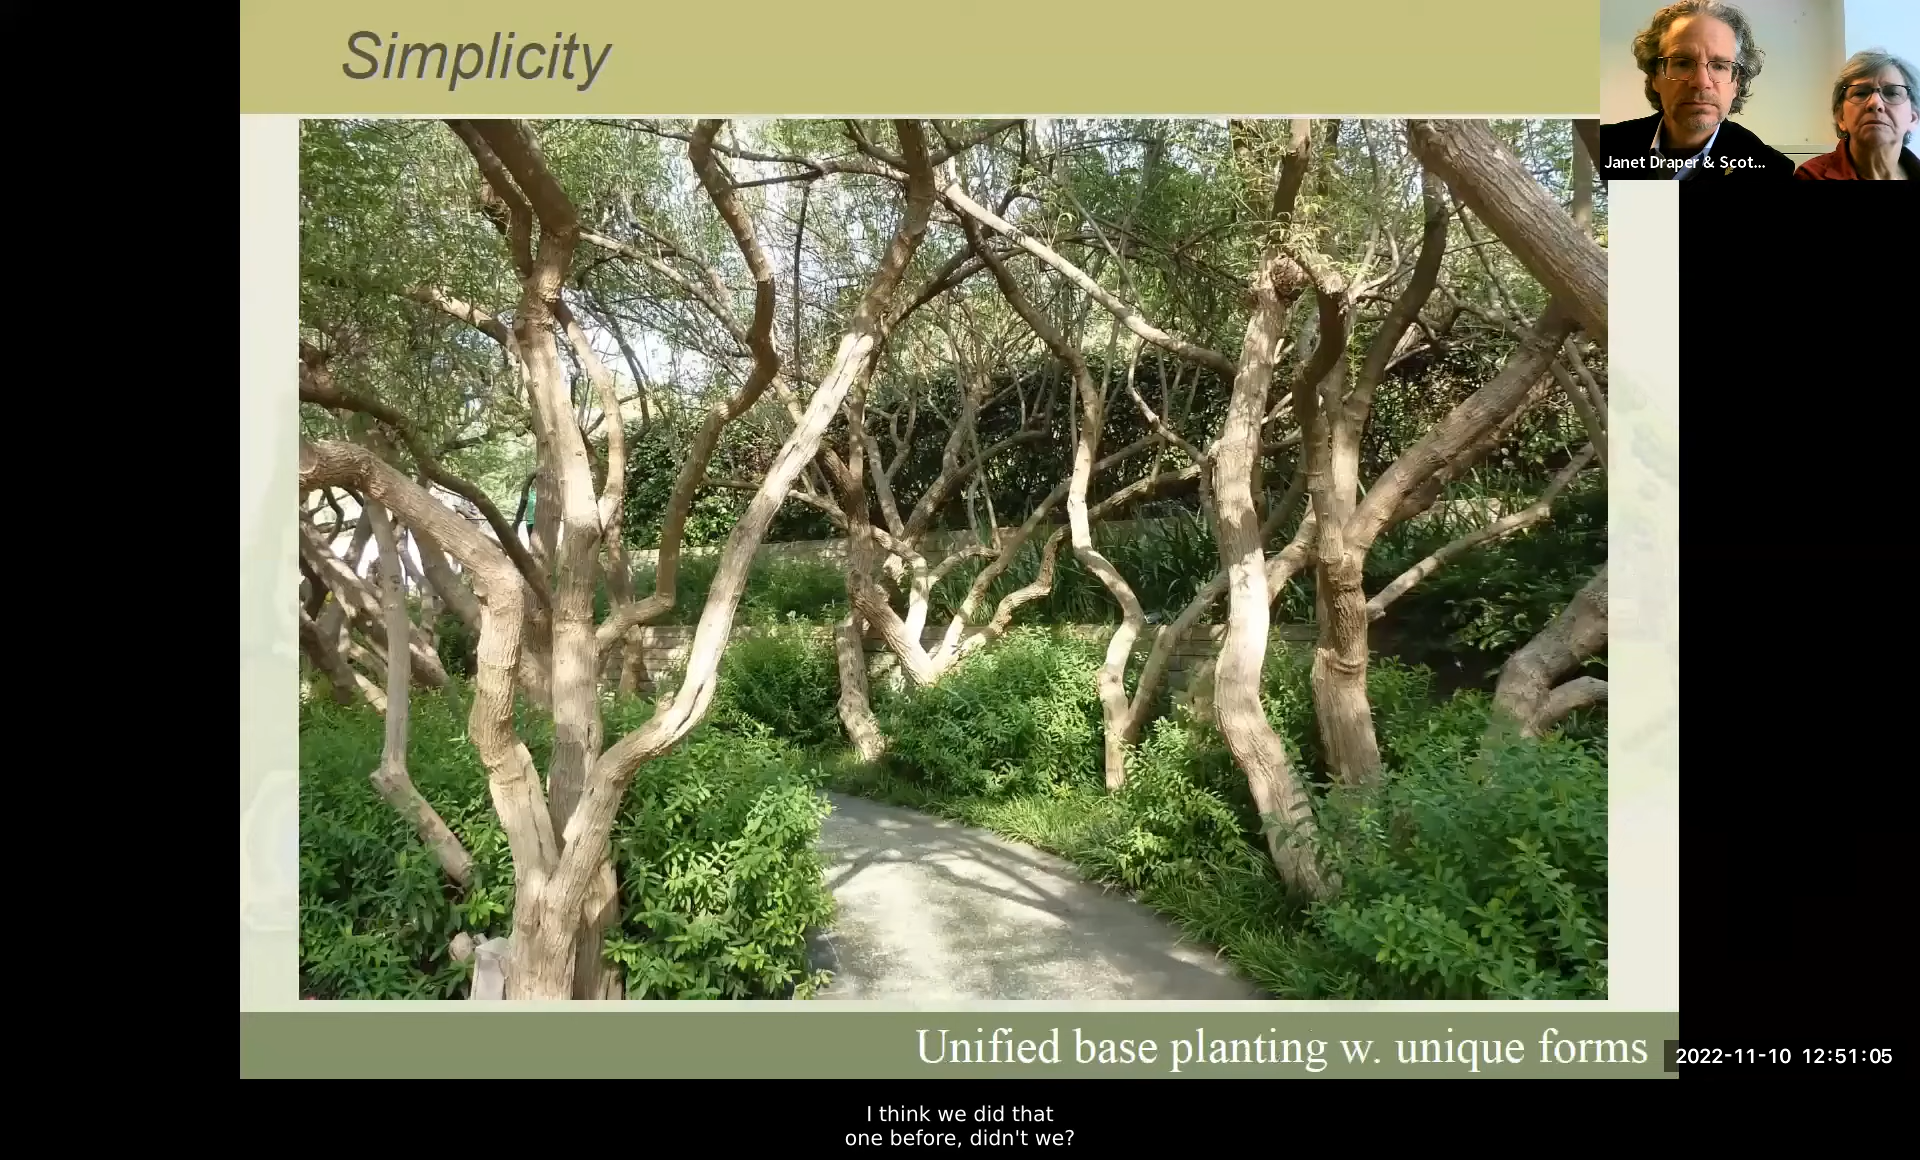 Simplicity
Janet Draper & Scot...
Unified base planting w. unique forms
2022-11-10 12:51:05
I think we did that
one before, didn't we?